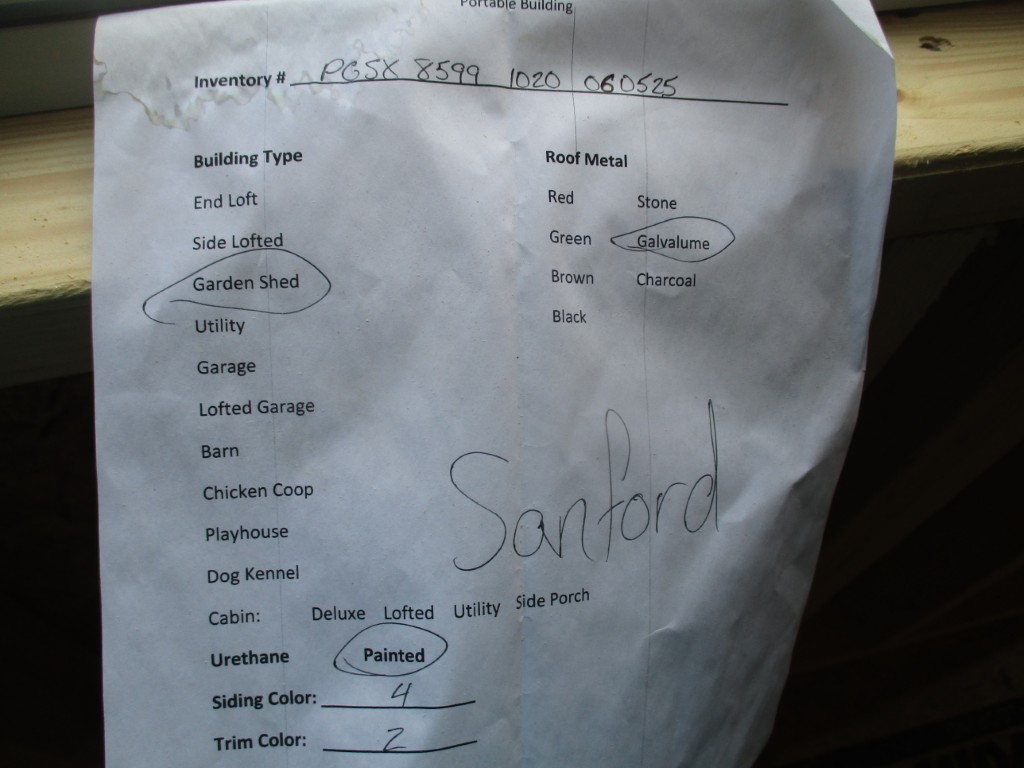 Portable Building
Inventory # PGSX 8599 1020 060525
Building Type
End Loft
Side Lofted
Garden Shed
Utility
Garage
Lofted Garage
Barn
Chicken Coop
Playhouse
Dog Kennel
Roof Metal
Red Stone
Green Galvalume
Brown Charcoal
Black
Sanford
Cabin: Deluxe Lofted Utility Side Porch
Urethane Painted
Siding Color: 4
Trim Color: 2